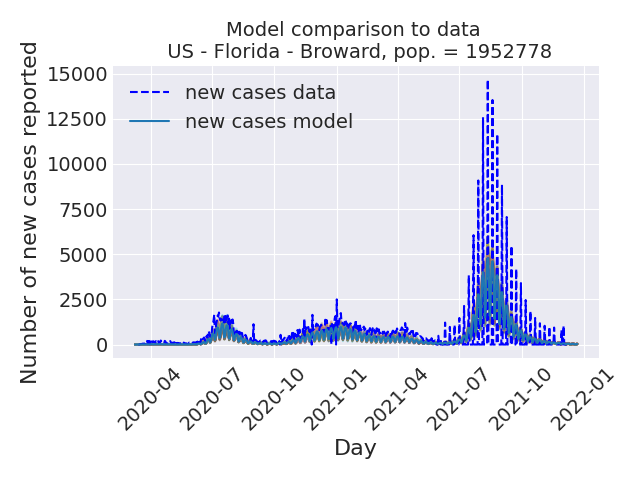 Model comparison to data
US - Florida - Broward, pop. = 1952778
Number of new cases reported
15000
12500
10000
7500
5000
2500
0
new cases data
new cases model
2020-04
2020-07
2020-10
2021-01
2021-04
2021-07
2021-10
2022-01
Day